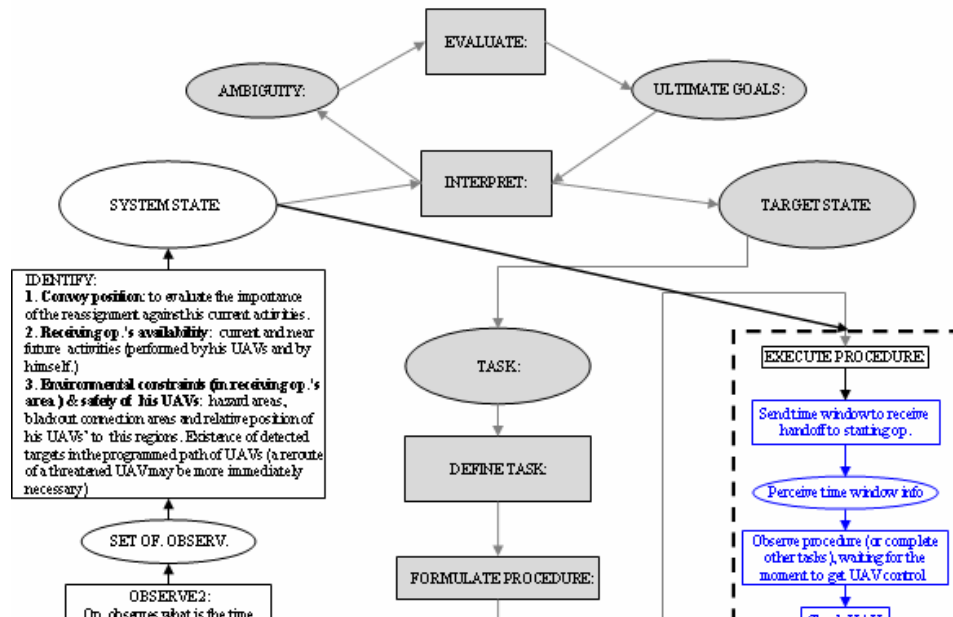 EVALUATE:
AMBIGUITY:
ULTIMATE GOALS:
INTERPRET:
SYSTEM STATE:
TARGET STATE:
IDENTIFY:
1. Convoy position: to evaluate the importance
of the reassignment against his current activities.
2. Receiving op.'s availability: current and near
future activities (performed by his UAVs and by
himself.)
3. Environmental constraints (in receiving op.'s
area ) & safety of his UAVs: hazard areas,
blackout connection areas and relative position of
his UAVs' to this regions. Existence of detected
targets in the programmed path of UAVs (a reroute
of a threatened UAV may be more immediately
necessary)
TASK:
EXECUTE PROCEDURE:
Send time window to receive
handoff to starting op.
DEFINE TASK:
Perceive time window info
SET OF. OBSERV.
Observe procedure (or complete
other tasks ), waiting for the
moment to get UAV control
FORMULATE PROCEDURE:
OBSERVE 2:
Op. observes what is the time